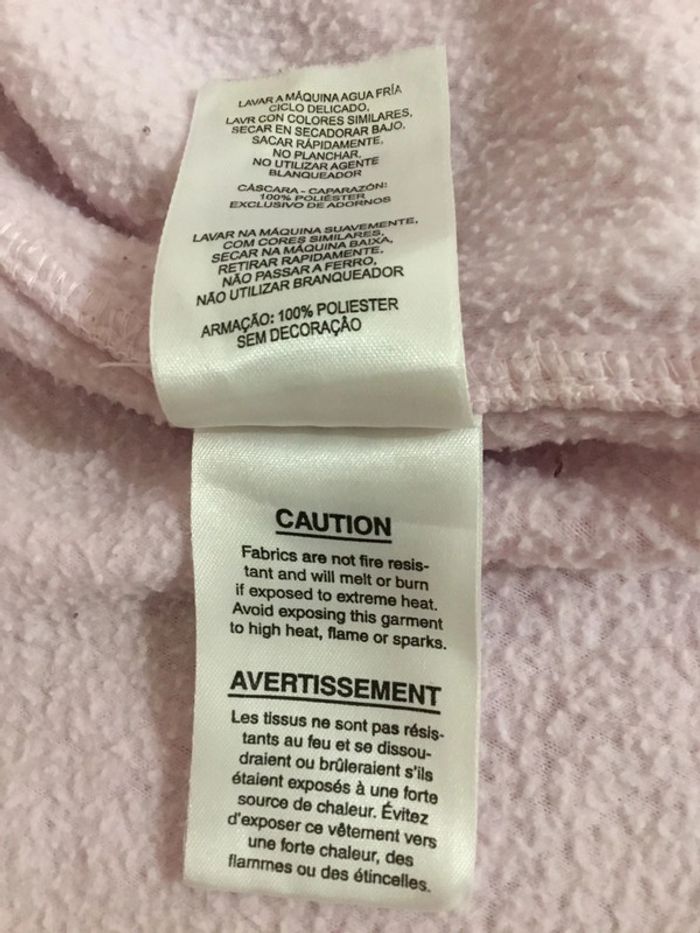 LAVAR A MÁQUINA AGUA FRÍA
CICLO DELICADO,
LAVR CON COLORES SIMILARES,
SECAR EN SECADORAR BAJO.
SACAR RÁPIDAMENTE.
NO PLANCHAR.
NO UTILIZAR AGENTE
BLANQUEADOR
CÁSCARA - CAPARAZÓN:
100% POLIÉSTER
EXCLUSIVO DE ADORNOS
LAVAR NA MÁQUINA SUAVEMENTE,
COM CORES SIMILARES,
SECAR NA MÁQUINA BAIXA,
RETIRAR RAPIDAMENTE.
NÃO PASSAR A FERRO,
NÃO UTILIZAR BRANQUEADOR
ARMAÇÃO: 100% POLIESTER
SEM DECORAÇÂO
CAUTION
Fabrics are not fire resis-
tant and will melt or burn
if exposed to extreme heat.
Avoid exposing this garment
to high heat, flame or sparks.
AVERTISSEMENT
Les tissus ne sont pas résis-
tants au feu et se dissou-
draient ou brûleraient s'ils
étaient exposés à une forte
source de chaleur. Évitez
d'exposer ce vêtement vers
une forte chaleur, des
flammes ou des étincelles.